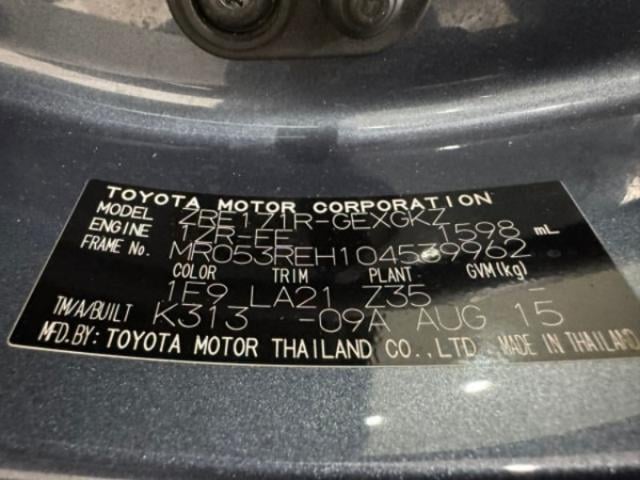 TOYOTA MOTOR CORPORATION
MODEL ZRE171R-GEXGKZ
ENGINE 1ZR-FE 1598 mL
FRAME No. MR053REH104539962
COLOR TRIM PLANT GVM(kg)
1E9 LA21 Z35 --
TM/A/BUILT K313 -09A AUG 15
MFD.BY: TOYOTA MOTOR THAILAND CO.,LTD. MADE IN THAILAND